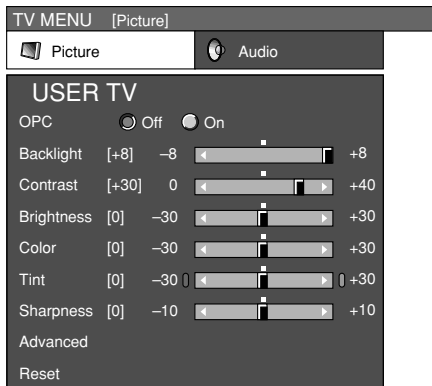 TV MENU [Picture]
Picture Audio
USER TV
OPC Off On
Backlight [+8] –8 +8
Contrast [+30] 0 +40
Brightness [0] –30 +30
Color [0] –30 +30
Tint [0] –30 +30
Sharpness [0] –10 +10
Advanced
Reset